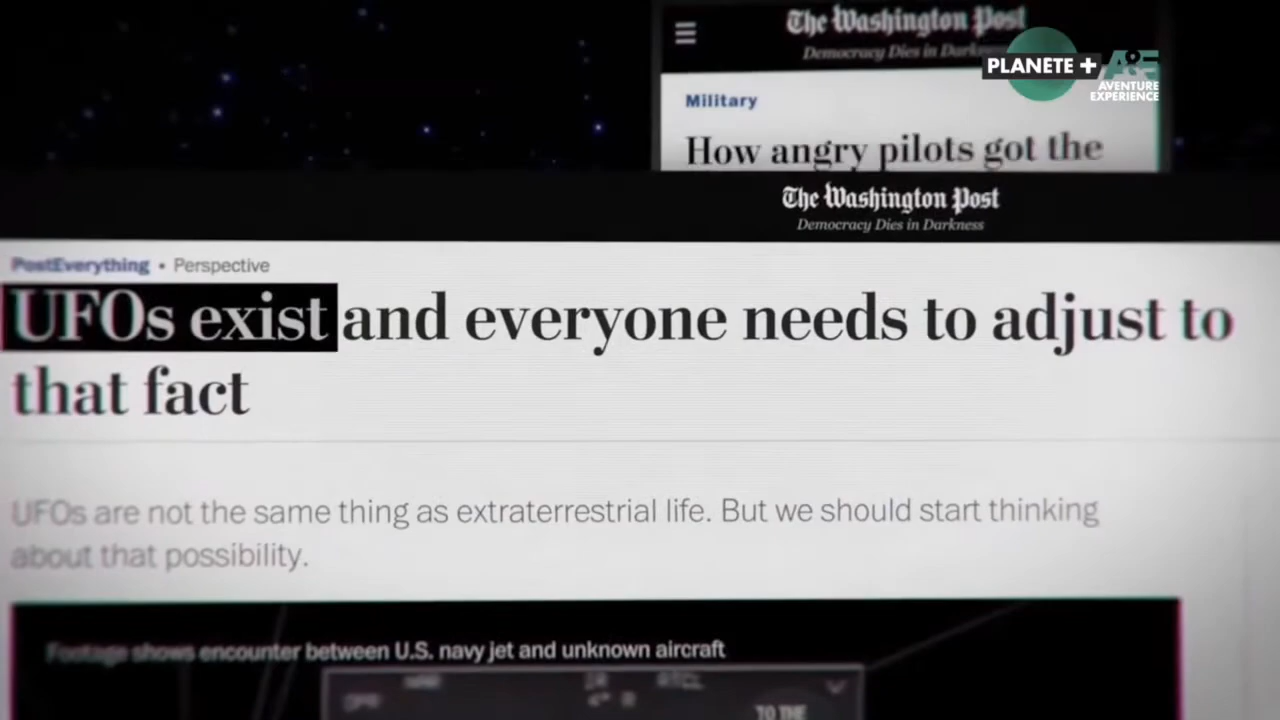 The Washington Post
Democracy Dies in
PLANETE +
A&E
AVENTURE
EXPERIENCE
Military
How angry pilots got the
The Washington Post
Democracy Dies in Darkness
PostEverything • Perspective
UFOs exist and everyone needs to adjust to
that fact
UFOs are not the same thing as extraterrestrial life. But we should start thinking
about that possibility.
Footage shows encounter between U.S. navy jet and unknown aircraft
TO THE